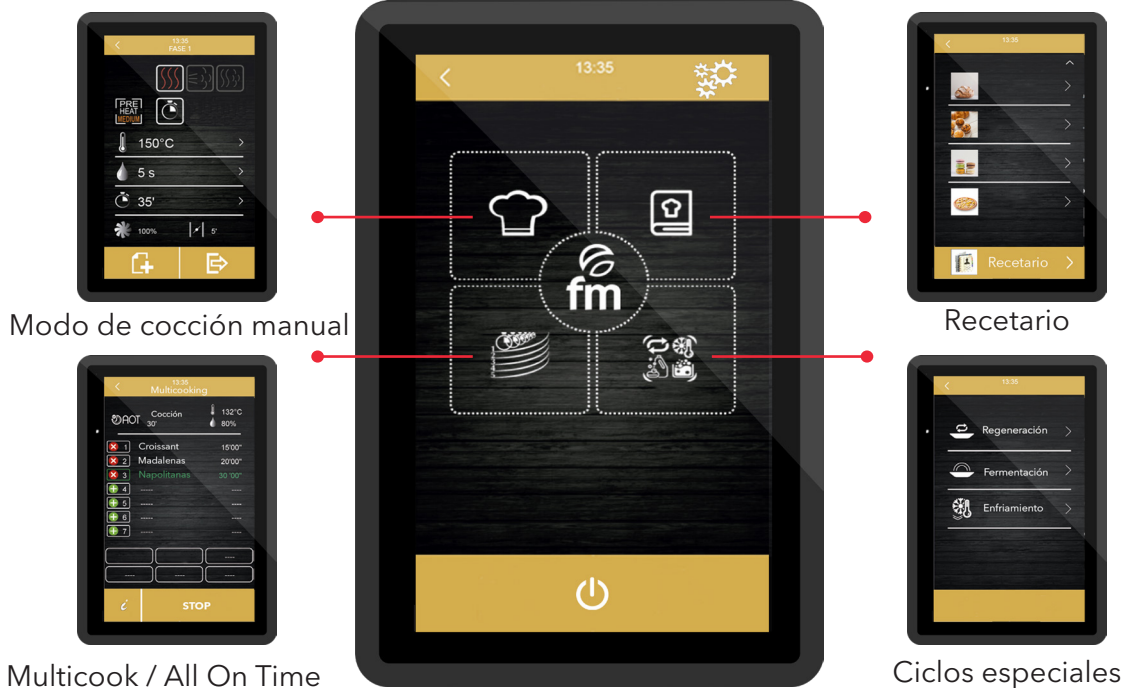 13:35
FASE 1
PRE
HEAT
MEDIUM
150°C
5 s
35'
100%
5'
Modo de cocción manual
13:35
Multicooking
AOT
Cocción
30'
132°C
80%
1 Croissant 15'00"
2 Madalenas 20'00"
3 Napolitanas 30'00"
4 ----- ----
5 ----- ----
6 ----- ----
7 ----- ----
----
---- ---- ----
i STOP
Multicook / All On Time
13:35
fm
13:35
Recetario
Recetario
13:35
Regeneración
Fermentación
Enfriamiento
Ciclos especiales